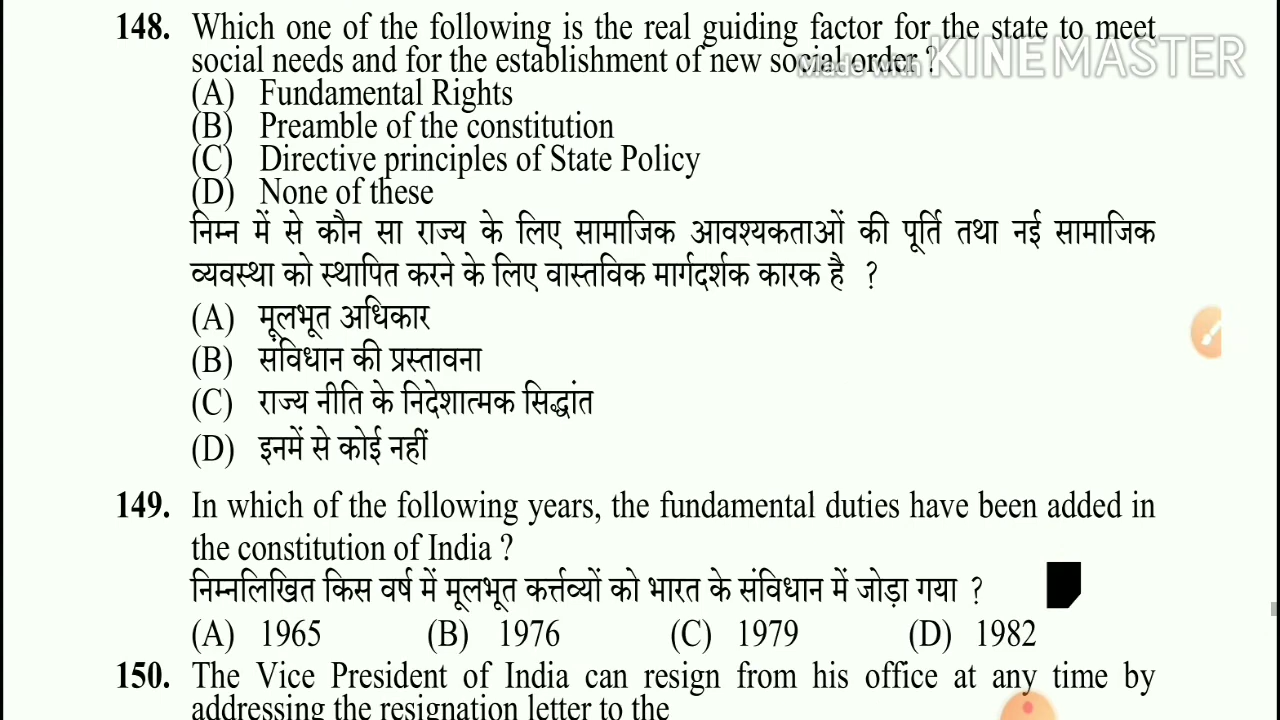 148. Which one of the following is the real guiding factor for the state to meet
social needs and for the establishment of new social order ?
Made with KINEMASTER
(A) Fundamental Rights
(B) Preamble of the constitution
(C) Directive principles of State Policy
(D) None of these
निम्न में से कौन सा राज्य के लिए सामाजिक आवश्यकताओं की पूर्ति तथा नई सामाजिक
व्यवस्था को स्थापित करने के लिए वास्तविक मार्गदर्शक कारक है ?
(A) मूलभूत अधिकार
(B) संविधान की प्रस्तावना
(C) राज्य नीति के निदेशात्मक सिद्धांत
(D) इनमें से कोई नहीं
149. In which of the following years, the fundamental duties have been added in
the constitution of India ?
निम्नलिखित किस वर्ष में मूलभूत कर्त्तव्यों को भारत के संविधान में जोड़ा गया ?
(A) 1965 (B) 1976 (C) 1979 (D) 1982
150. The Vice President of India can resign from his office at any time by
addressing the resignation letter to the